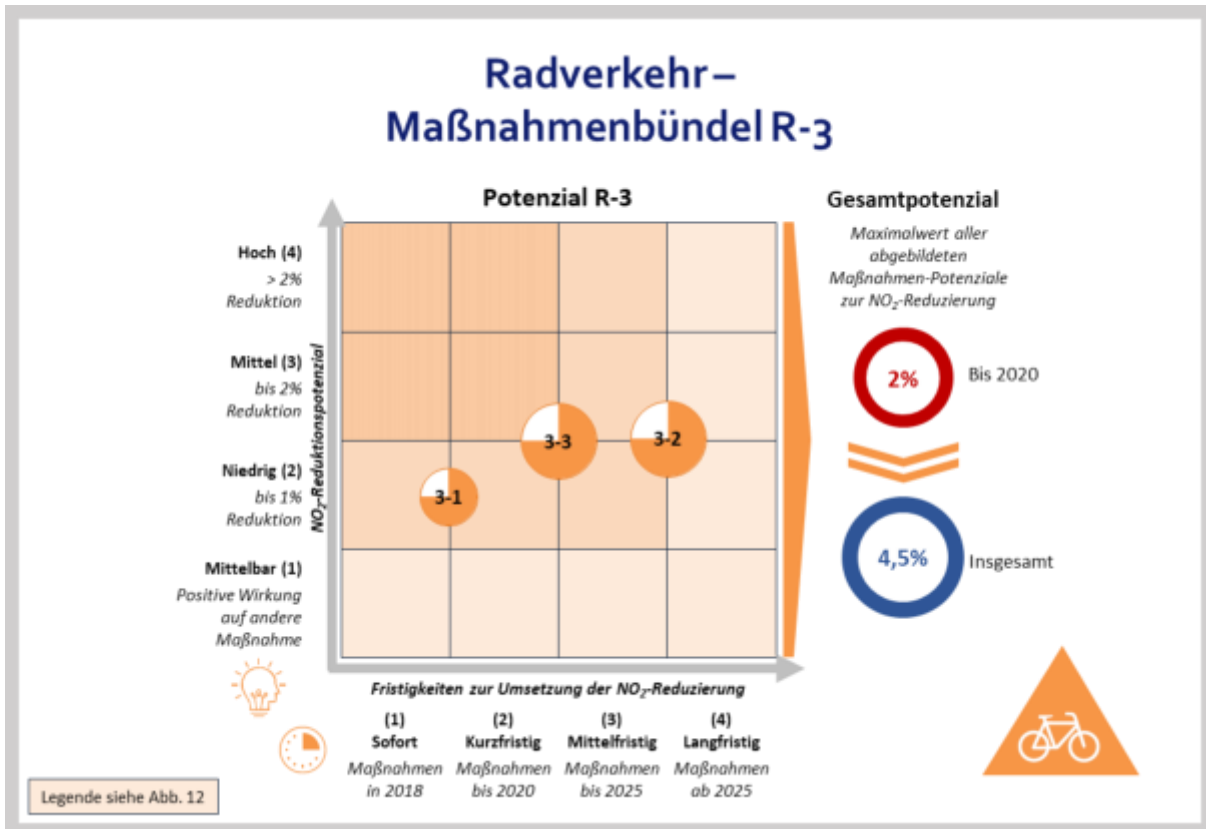 Radverkehr –
Maßnahmenbündel R-3
Potenzial R-3
NO₂-Reduktionspotenzial
Hoch (4)
> 2%
Reduktion
Mittel (3)
bis 2%
Reduktion
Niedrig (2)
bis 1%
Reduktion
Mittelbar (1)
Positive Wirkung
auf andere
Maßnahme
3-3
3-2
3-1
Fristigkeiten zur Umsetzung der NO₂-Reduzierung
(1)
Sofort
Maßnahmen
in 2018
(2)
Kurzfristig
Maßnahmen
bis 2020
(3)
Mittelfristig
Maßnahmen
bis 2025
(4)
Langfristig
Maßnahmen
ab 2025
Gesamtpotenzial
Maximalwert aller
abgebildeten
Maßnahmen-Potenziale
zur NO₂-Reduzierung
2%
Bis 2020
4,5%
Insgesamt
Legende siehe Abb. 12